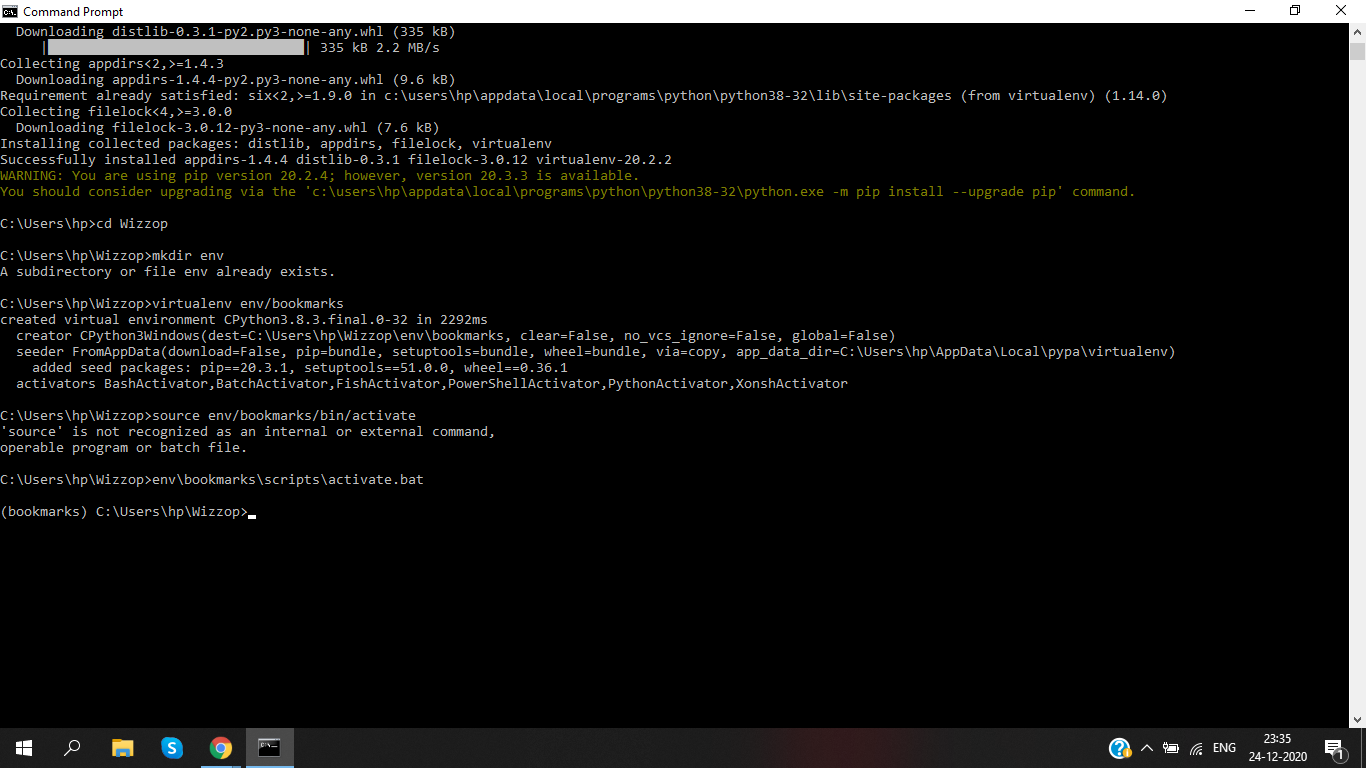 Command Prompt
Downloading distlib-0.3.1-py2.py3-none-any.whl (335 kB)
|████████████████████████████████| 335 kB 2.2 MB/s
Collecting appdirs<2,>=1.4.3
Downloading appdirs-1.4.4-py2.py3-none-any.whl (9.6 kB)
Requirement already satisfied: six<2,>=1.9.0 in c:\users\hp\appdata\local\programs\python\python38-32\lib\site-packages (from virtualenv) (1.14.0)
Collecting filelock<4,>=3.0.0
Downloading filelock-3.0.12-py3-none-any.whl (7.6 kB)
Installing collected packages: distlib, appdirs, filelock, virtualenv
Successfully installed appdirs-1.4.4 distlib-0.3.1 filelock-3.0.12 virtualenv-20.2.2
WARNING: You are using pip version 20.2.4; however, version 20.3.3 is available.
You should consider upgrading via the 'c:\users\hp\appdata\local\programs\python\python38-32\python.exe -m pip install --upgrade pip' command.
C:\Users\hp>cd Wizzop
C:\Users\hp\Wizzop>mkdir env
A subdirectory or file env already exists.
C:\Users\hp\Wizzop>virtualenv env/bookmarks
created virtual environment CPython3.8.3.final.0-32 in 2292ms
creator CPython3Windows(dest=C:\Users\hp\Wizzop\env\bookmarks, clear=False, no_vcs_ignore=False, global=False)
seeder FromAppData(download=False, pip=bundle, setuptools=bundle, wheel=bundle, via=copy, app_data_dir=C:\Users\hp\AppData\Local\pypa\virtualenv)
added seed packages: pip==20.3.1, setuptools==51.0.0, wheel==0.36.1
activators BashActivator,BatchActivator,FishActivator,PowerShellActivator,PythonActivator,XonshActivator
C:\Users\hp\Wizzop>source env/bookmarks/bin/activate
'source' is not recognized as an internal or external command,
operable program or batch file.
C:\Users\hp\Wizzop>env\bookmarks\scripts\activate.bat
(bookmarks) C:\Users\hp\Wizzop>
ENG
23:35
24-12-2020
1